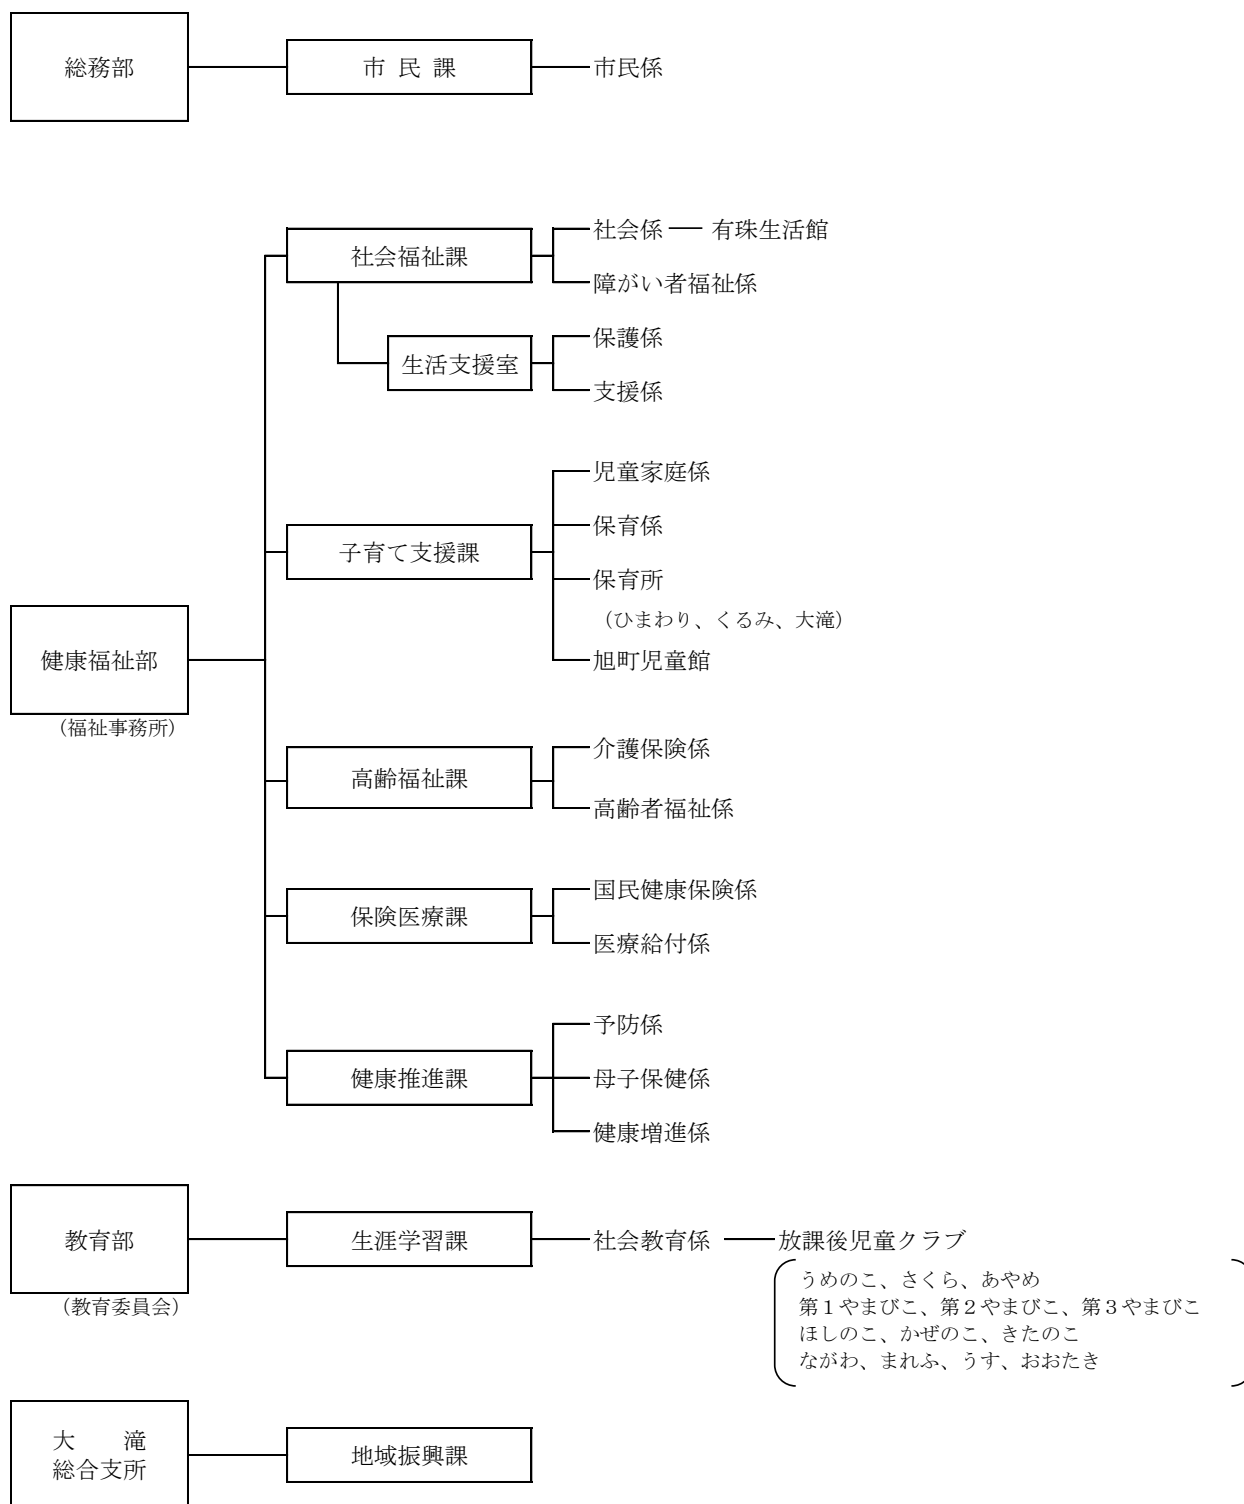 総務部
市 民 課
市民係
社会福祉課
社会係
有珠生活館
障がい者福祉係
生活支援室
保護係
支援係
児童家庭係
子育て支援課
保育係
保育所
（ひまわり、くるみ、大滝）
旭町児童館
健康福祉部
（福祉事務所）
高齢福祉課
介護保険係
高齢者福祉係
保険医療課
国民健康保険係
医療給付係
予防係
健康推進課
母子保健係
健康増進係
教育部
（教育委員会）
生涯学習課
社会教育係
放課後児童クラブ
うめのこ、さくら、あやめ
第１やまびこ、第２やまびこ、第３やまびこ
ほしのこ、かぜのこ、きたのこ
ながわ、まれふ、うす、おおたき
大　　滝
総合支所
地域振興課